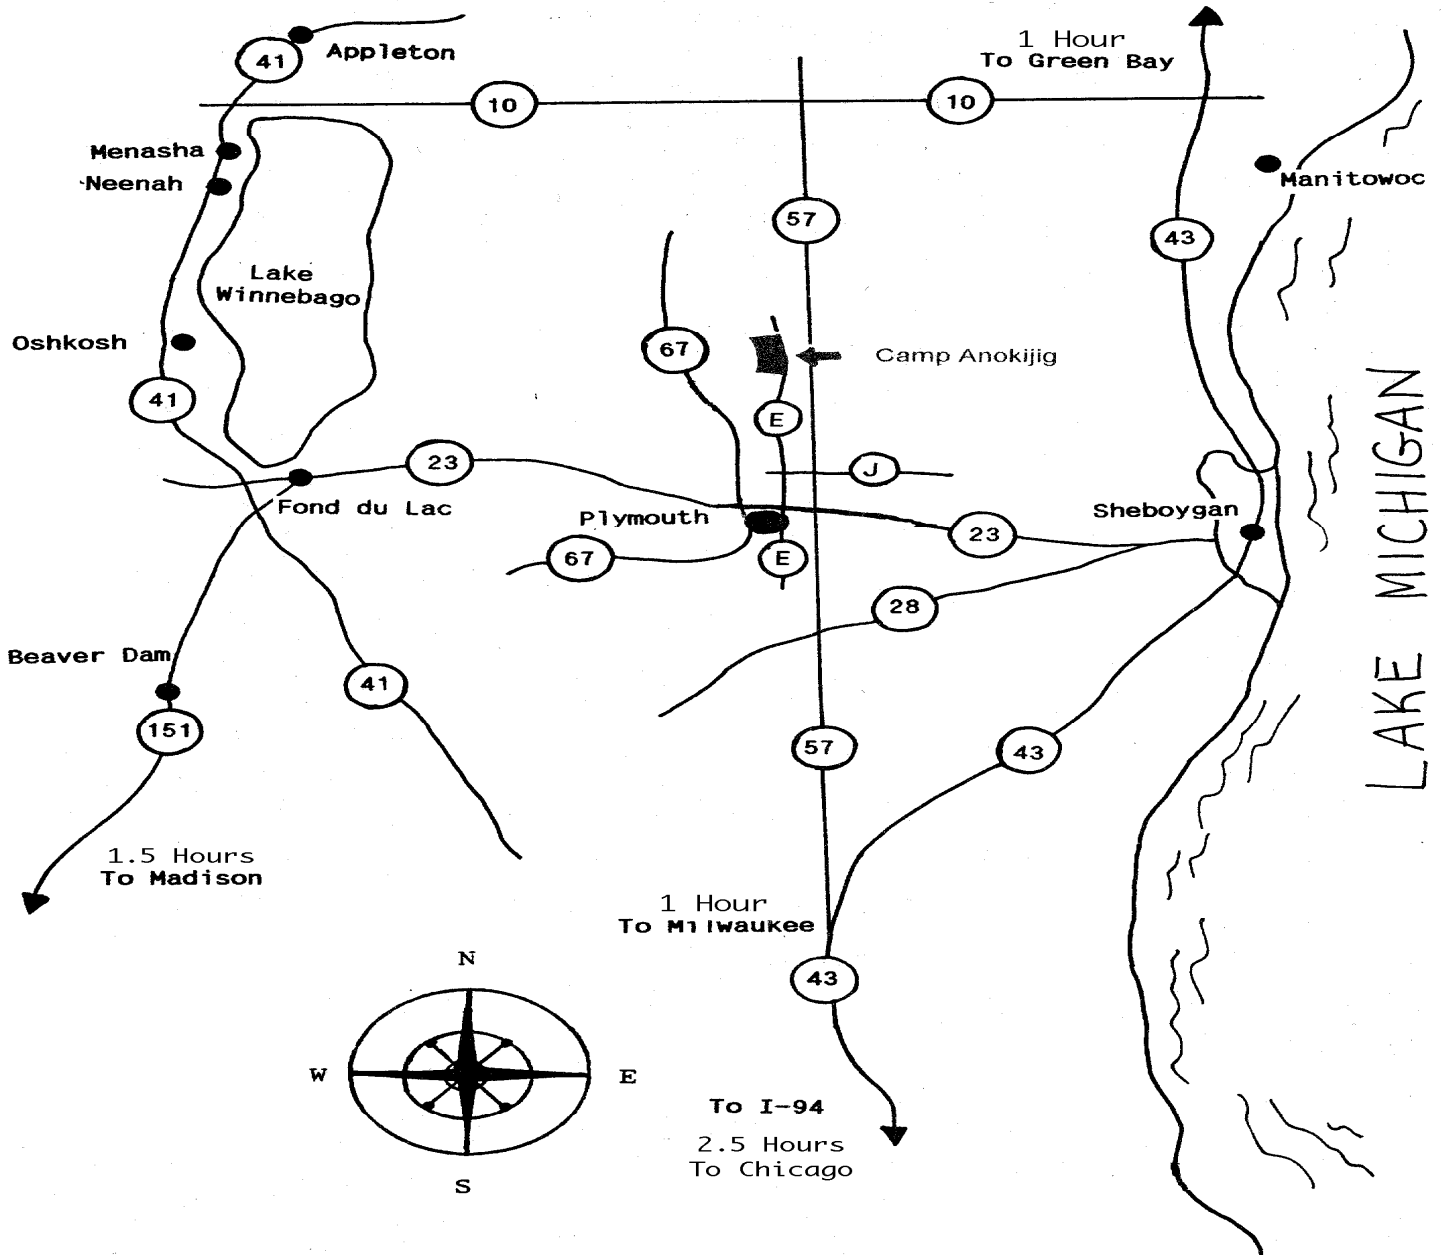 1 Hour
To Green Bay
41
Appleton
10
10
Menasha
Neenah
Manitowoc
57
43
Lake
Winnebago
Oshkosh
67
Camp Anokijig
41
E
23
J
Fond du Lac
Plymouth
Sheboygan
23
67
E
28
LAKE MICHIGAN
Beaver Dam
41
151
57
43
1.5 Hours
To Madison
1 Hour
To Milwaukee
43
N
W
E
S
To I-94
2.5 Hours
To Chicago